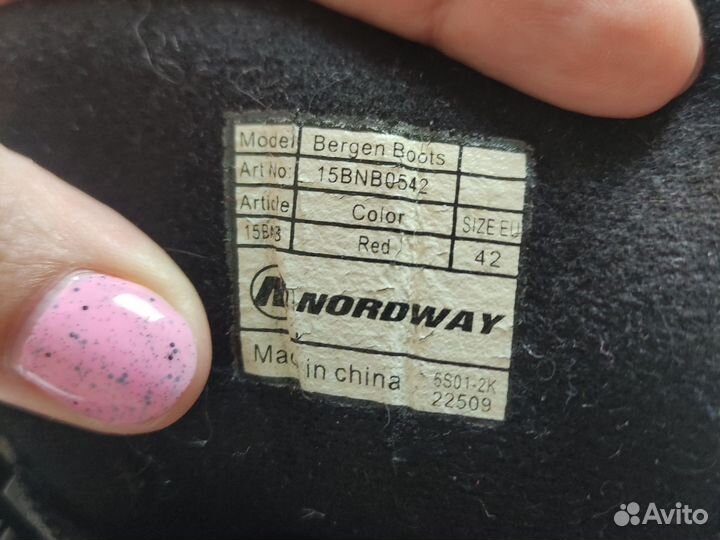 Model Bergen Boots
Art No: 15BNB0542
Article Color SIZE EU
15BNB Red 42
NORDWAY
Made in china 6S01-2K
22509
Avito